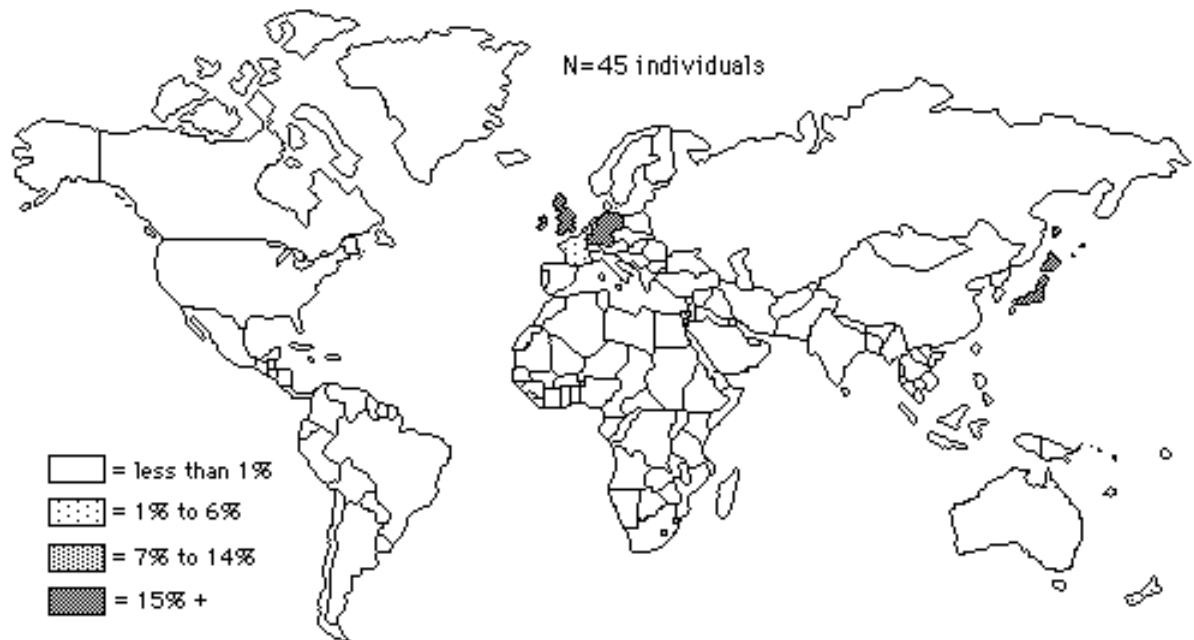 N=45 individuals
= less than 1%
= 1% to 6%
= 7% to 14%
= 15% +